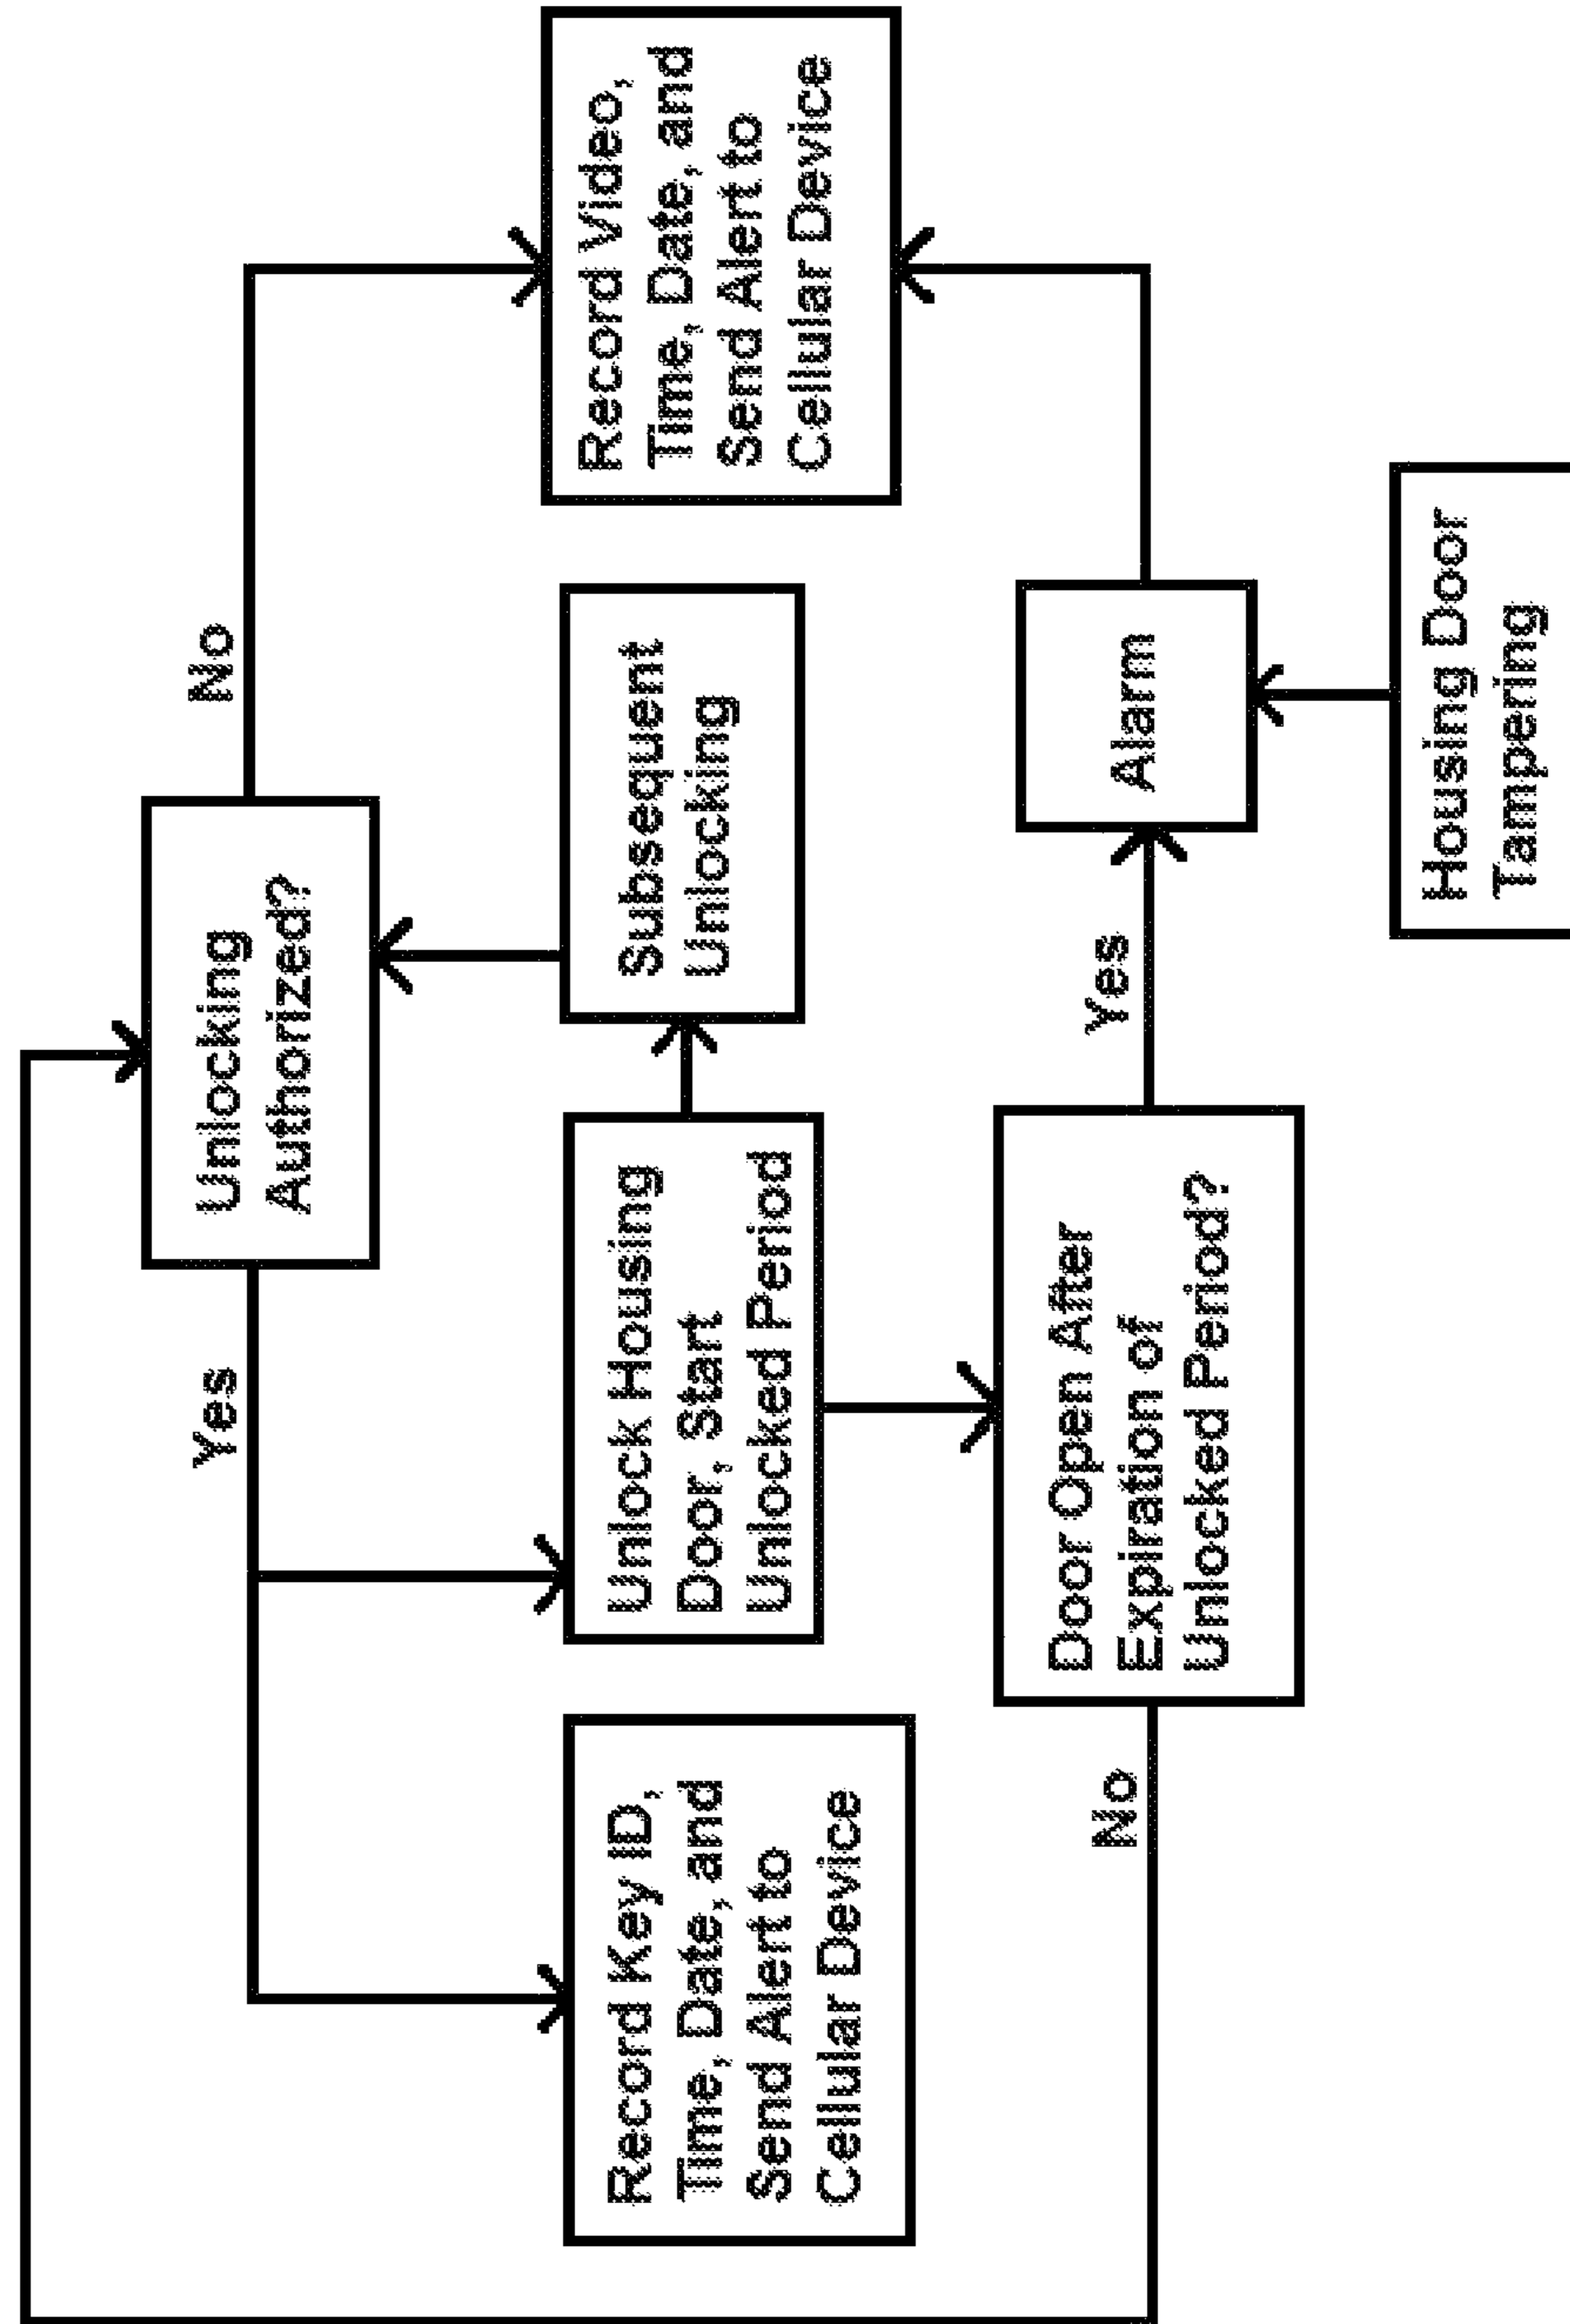 Unlocking
Authorized?
Yes
No
Record Key ID,
Time, Date, and
Send Alert to
Cellular Device
Unlock Housing
Door, Start
Unlocked Period
Subsequent
Unlocking
Record Video,
Time, Date, and
Send Alert to
Cellular Device
No
Door Open After
Expiration of
Unlocked Period?
Yes
Alarm
Housing Door
Tampering